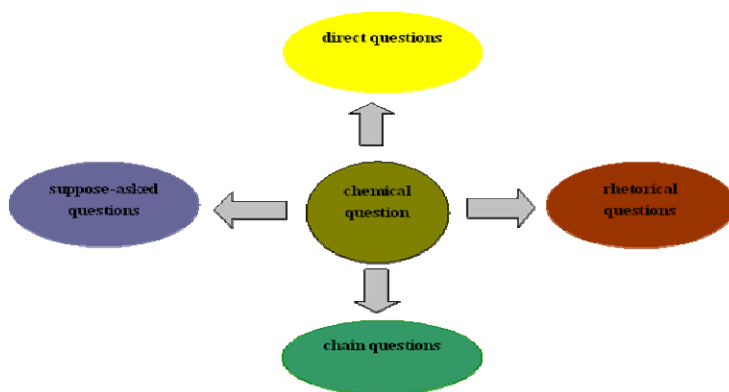 direct questions
suppose-asked
questions
chemical
question
rhetorical
questions
chain questions